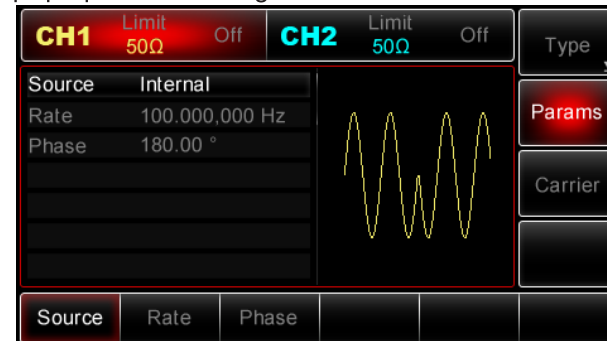 CH1 Limit 50Ω Off CH2 Limit 50Ω Off Type
Source Internal
Rate 100.000,000 Hz
Phase 180.00 °
Params
Carrier
Source Rate Phase